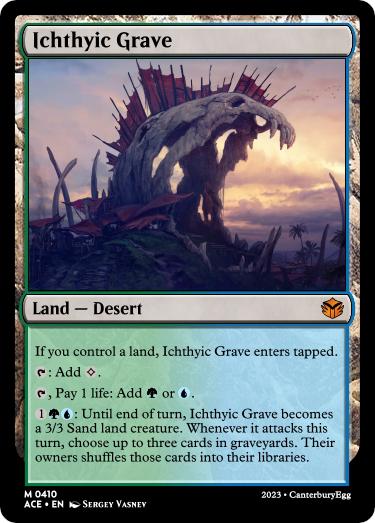 Ichthyic Grave
Land — Desert
If you control a land, Ichthyic Grave enters tapped.
: Add .
, Pay 1 life: Add or .
1 : Until end of turn, Ichthyic Grave becomes
a 3/3 Sand land creature. Whenever it attacks this
turn, choose up to three cards in graveyards. Their
owners shuffles those cards into their libraries.
M 0410
ACE • EN Sergey Vasnev
2023 • CanterburyEgg